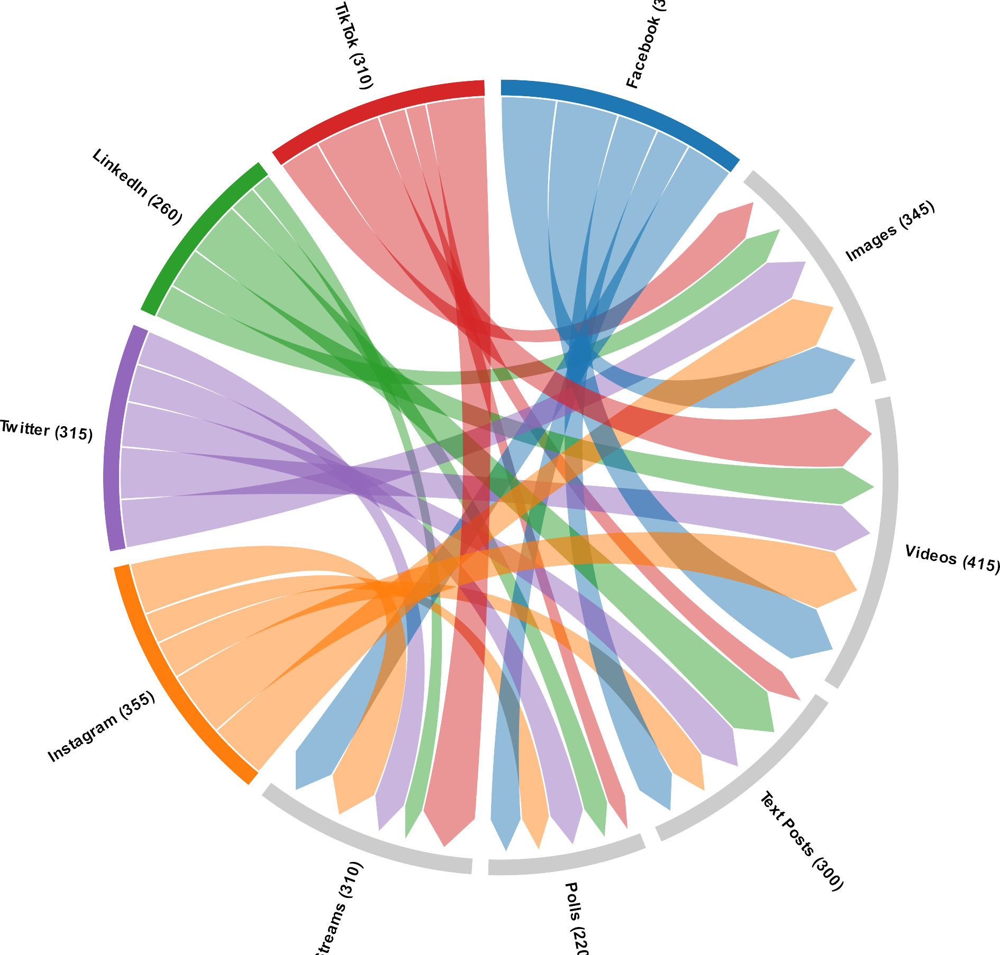 TikTok (310)
Facebook (3
LinkedIn (260)
Images (345)
Twitter (315)
Videos (415)
Instagram (355)
Text Posts (300)
Streams (310)
Polls (220